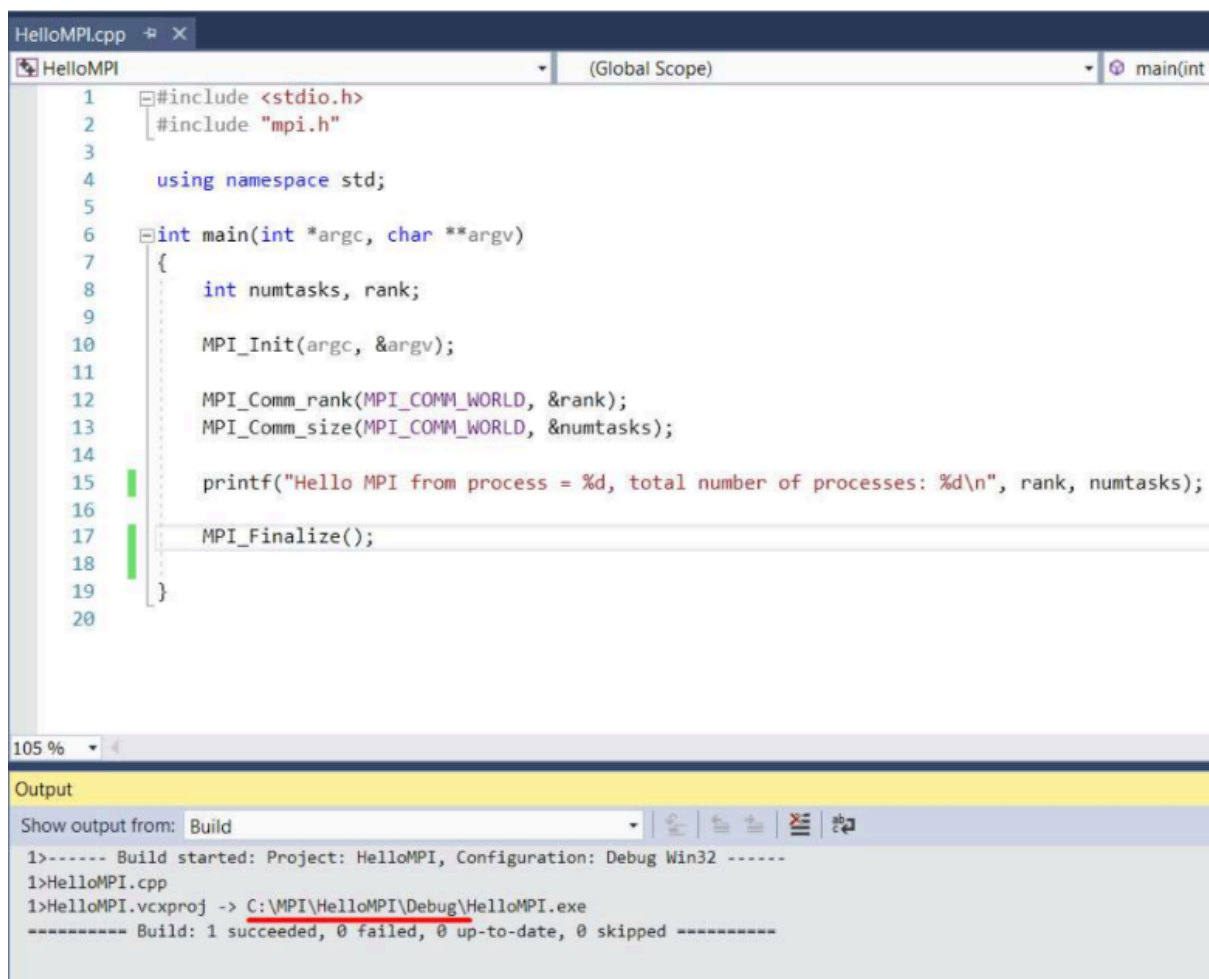 HelloMPI.cpp
HelloMPI (Global Scope) main(int
1 #include <stdio.h>
2 #include "mpi.h"
3
4 using namespace std;
5
6 int main(int *argc, char **argv)
7 {
8 int numtasks, rank;
9
10 MPI_Init(argc, &argv);
11
12 MPI_Comm_rank(MPI_COMM_WORLD, &rank);
13 MPI_Comm_size(MPI_COMM_WORLD, &numtasks);
14
15 printf("Hello MPI from process = %d, total number of processes: %d\n", rank, numtasks);
16
17 MPI_Finalize();
18
19 }
20
105 %
Output
Show output from: Build
1>------ Build started: Project: HelloMPI, Configuration: Debug Win32 ------
1>HelloMPI.cpp
1>HelloMPI.vcxproj -> C:\MPI\HelloMPI\Debug\HelloMPI.exe
========== Build: 1 succeeded, 0 failed, 0 up-to-date, 0 skipped ==========